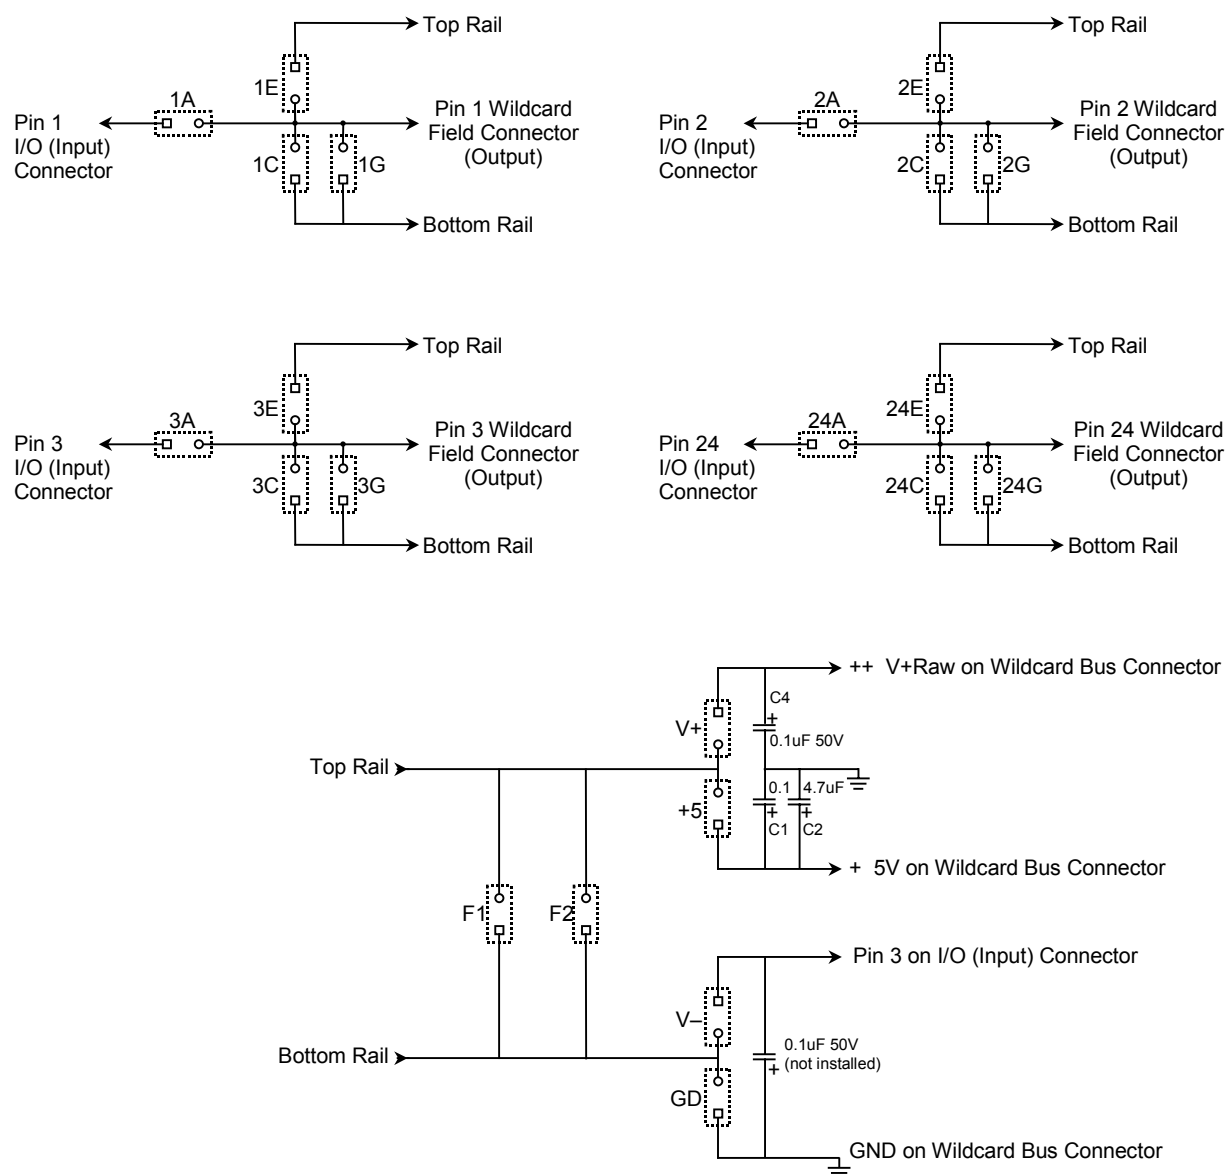 Top Rail
1E
1A
Pin 1
I/O (Input)
Connector
Pin 1 Wildcard
Field Connector
(Output)
1C
1G
Bottom Rail
Top Rail
2E
2A
Pin 2
I/O (Input)
Connector
Pin 2 Wildcard
Field Connector
(Output)
2C
2G
Bottom Rail
Top Rail
3E
3A
Pin 3
I/O (Input)
Connector
Pin 3 Wildcard
Field Connector
(Output)
3C
3G
Bottom Rail
Top Rail
24E
24A
Pin 24
I/O (Input)
Connector
Pin 24 Wildcard
Field Connector
(Output)
24C
24G
Bottom Rail
++ V+Raw on Wildcard Bus Connector
C4
+
V+
0.1uF 50V
Top Rail
0.1 4.7uF
+5
+ +
C1 C2
+ 5V on Wildcard Bus Connector
F1
F2
Pin 3 on I/O (Input) Connector
V–
0.1uF 50V
(not installed)
+
Bottom Rail
GD
GND on Wildcard Bus Connector